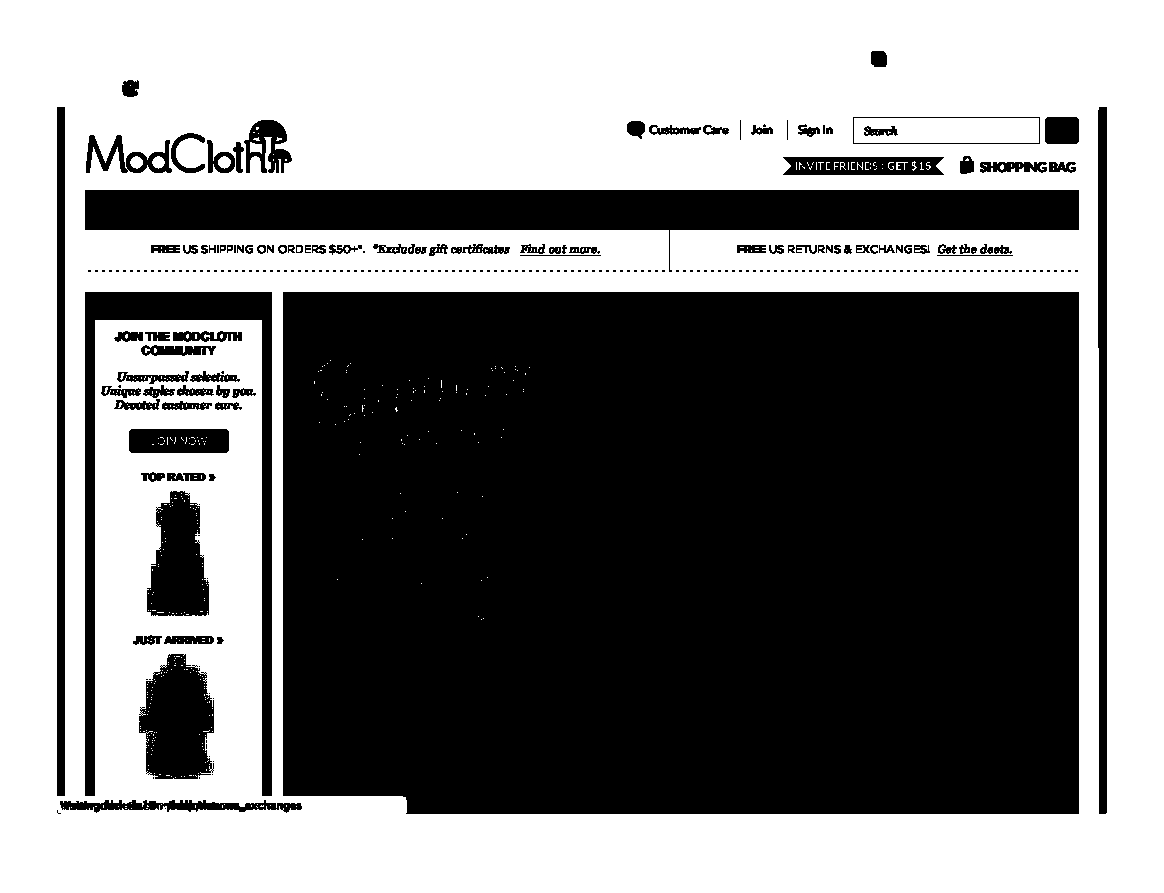 ModCloth
Customer Care Join Sign In Search
INVITE FRIENDS : GET $15 SHOPPING BAG
FREE US SHIPPING ON ORDERS $50+*. *Excludes gift certificates Find out more.
FREE US RETURNS & EXCHANGES! Get the deets.
JOIN THE MODCLOTH
COMMUNITY
Unsurpassed selection.
Unique styles chosen by you.
Devoted customer care.
JOIN NOW
TOP RATED »
JUST ARRIVED »
exchanges